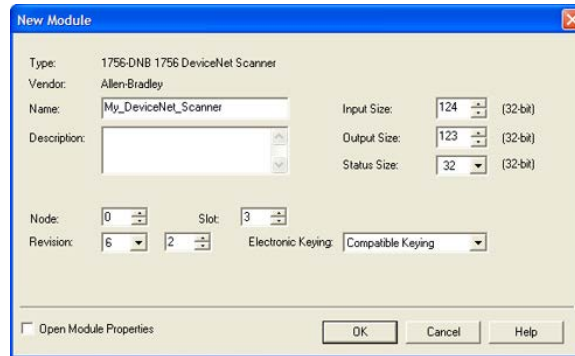 New Module
Type: 1756-DNB 1756 DeviceNet Scanner
Vendor: Allen-Bradley
Name: My_DeviceNet_Scanner Input Size: 124 (32-bit)
Description: Output Size: 123 (32-bit)
Status Size: 32 (32-bit)
Node: 0 Slot: 3
Revision: 6 2 Electronic Keying: Compatible Keying
Open Module Properties OK Cancel Help